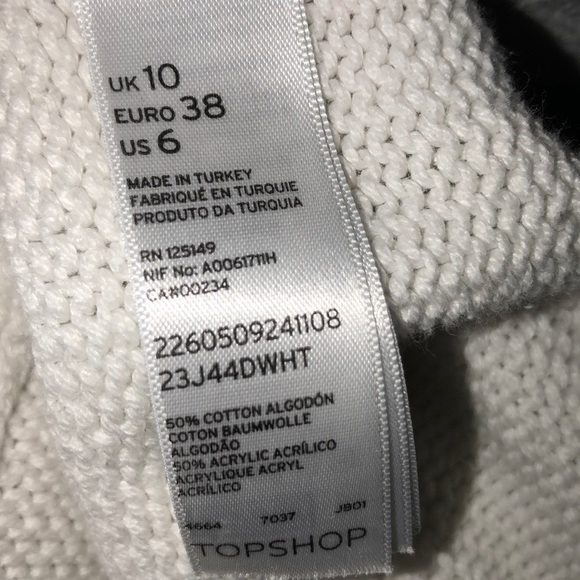 UK 10
EURO 38
US 6
MADE IN TURKEY
FABRIQUÉ EN TURQUIE
PRODUTO DA TURQUIA
RN 125149
NIF No: A0061711H
CA#00234
2260509241108
23J44DWHT
50% COTTON ALGODÓN
COTON BAUMWOLLE
ALGODÃO
50% ACRYLIC ACRÍLICO
ACRYLIQUE ACRYL
ACRÍLICO
7037 JB01
TOPSHOP